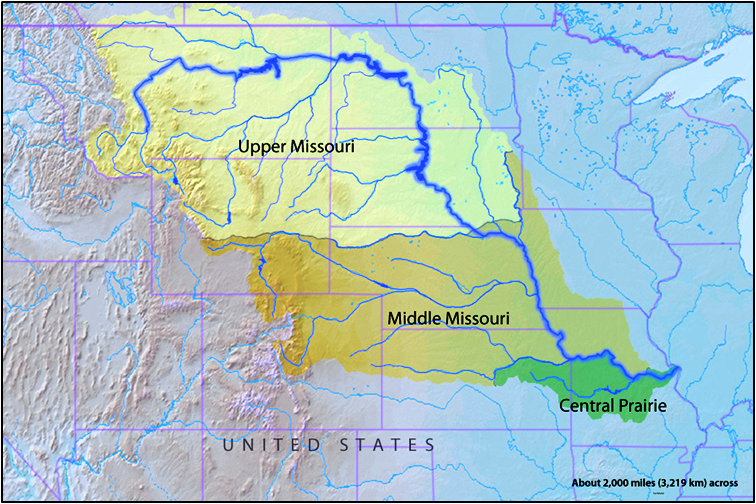 Upper Missouri
Middle Missouri
Central Prairie
UNITED STATES
About 2,000 miles (3,219 km) across